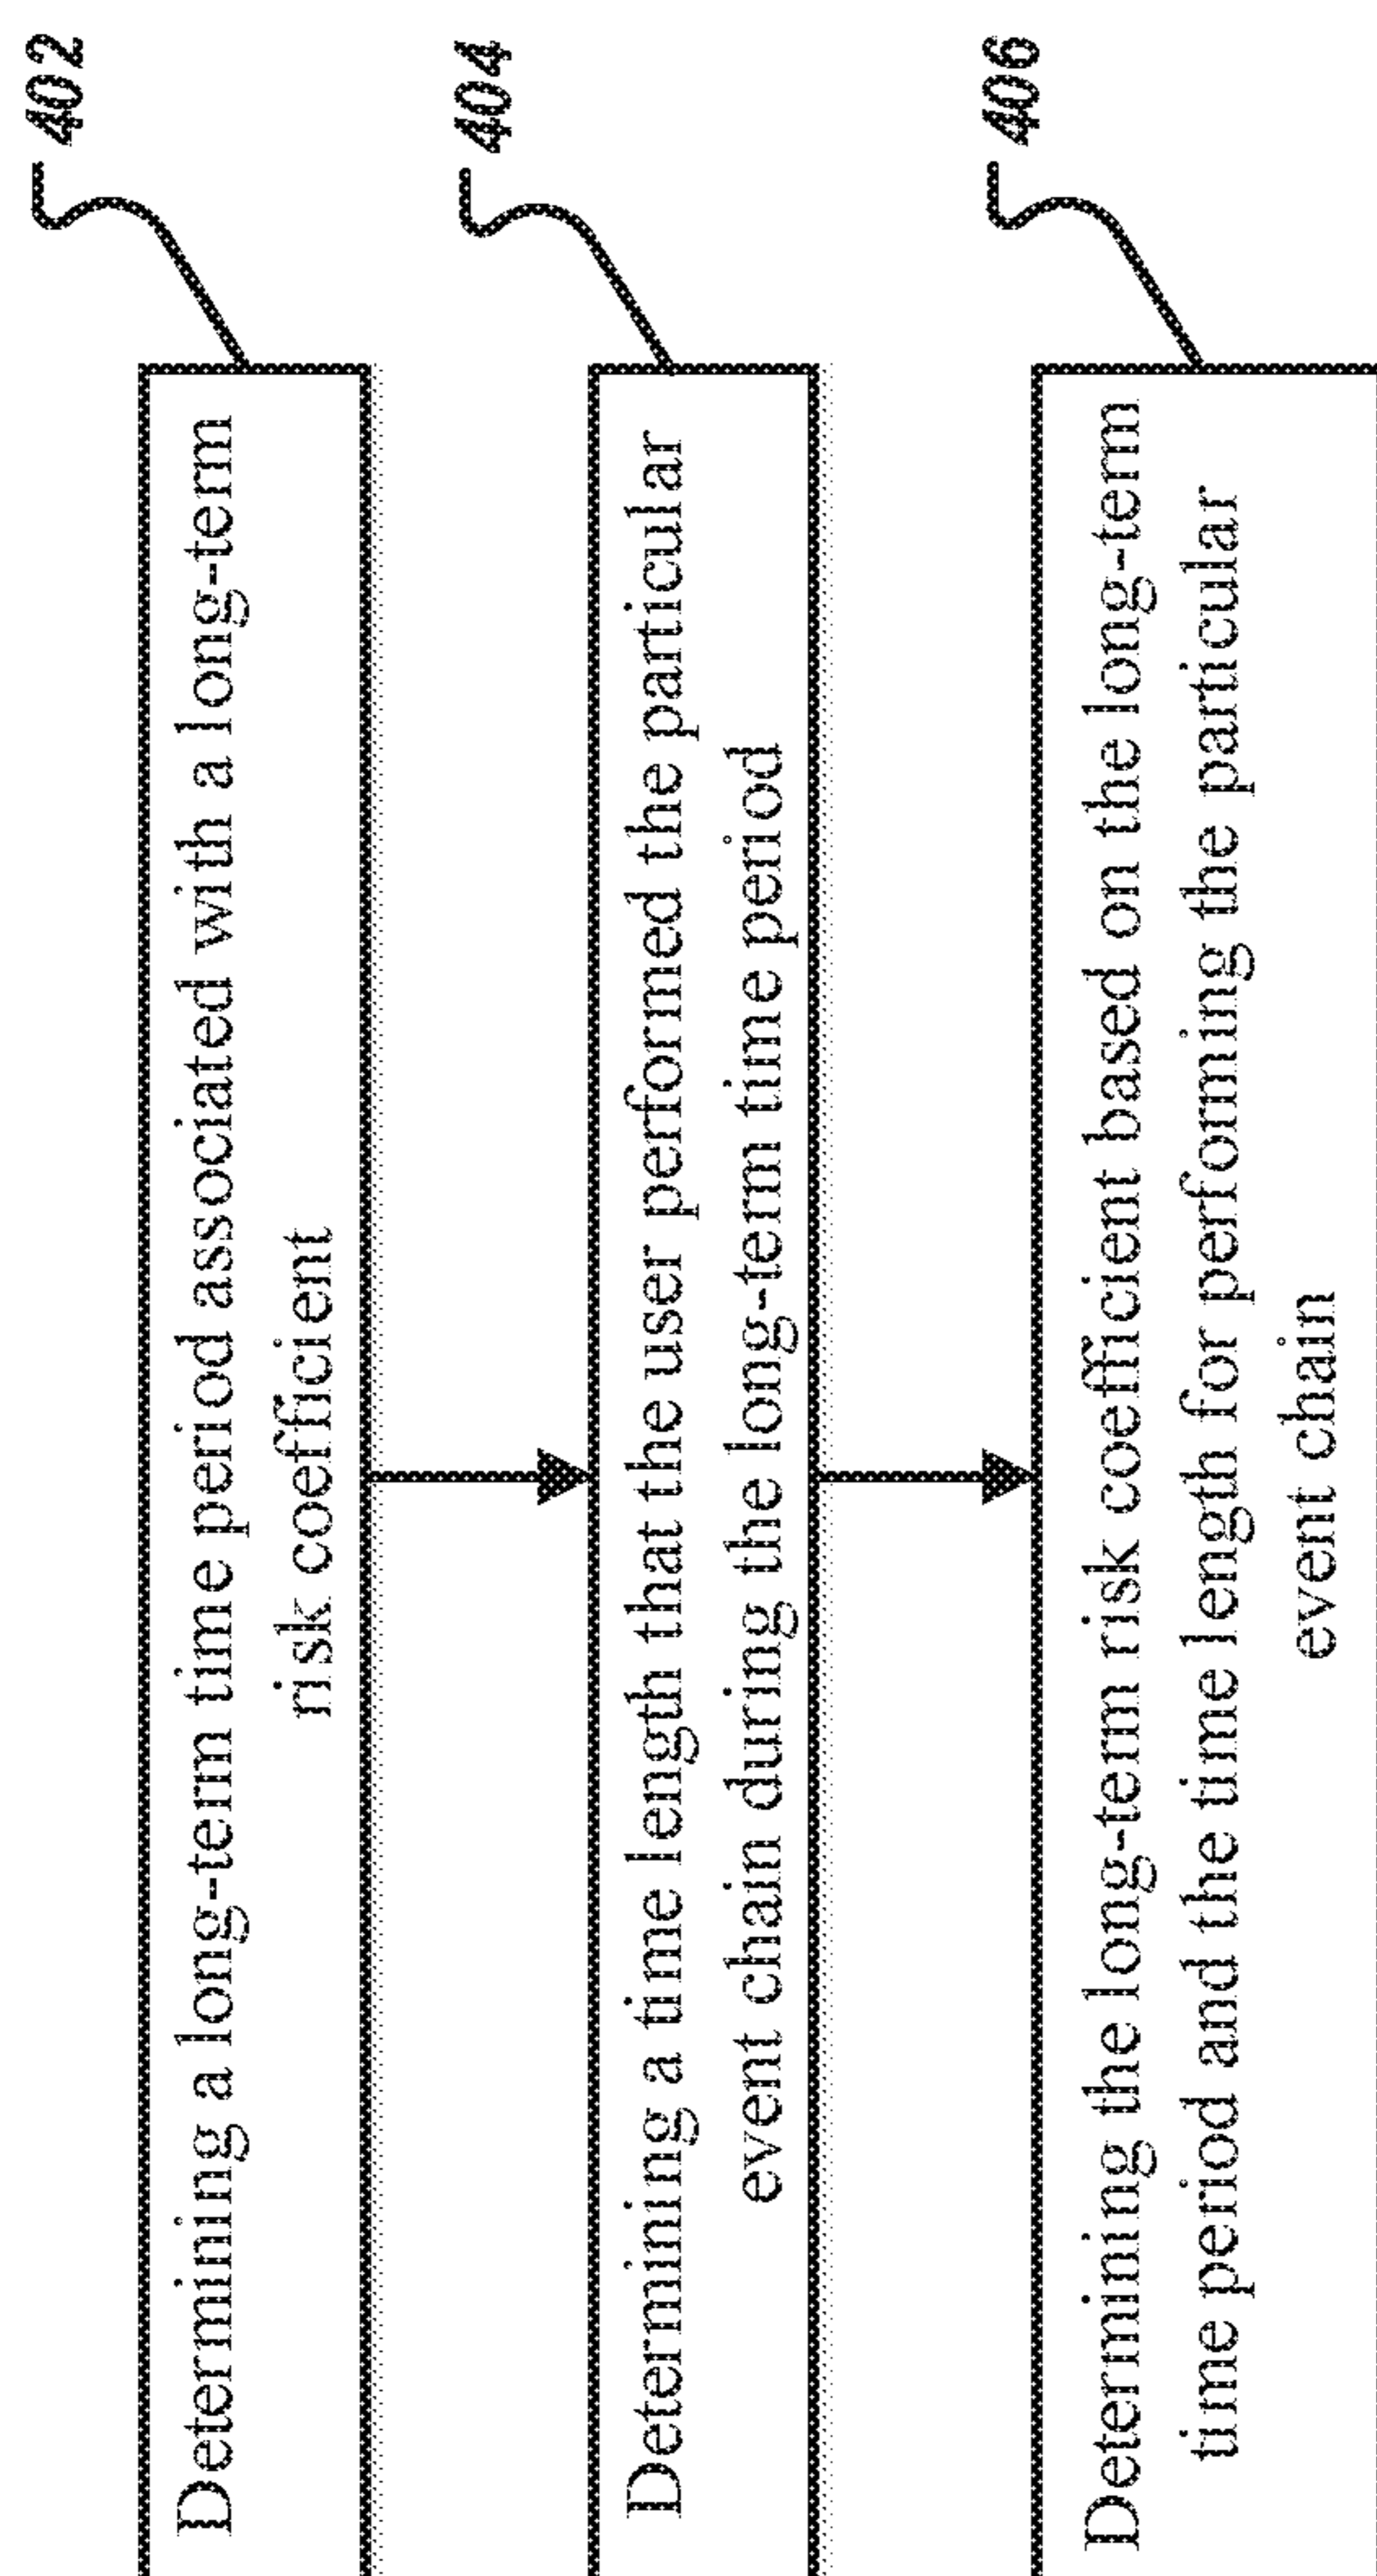 402
Determining a long-term time period associated with a long-term
risk coefficient
404
Determining a time length that the user performed the particular
event chain during the long-term time period
406
Determining the long-term risk coefficient based on the long-term
time period and the time length for performing the particular
event chain